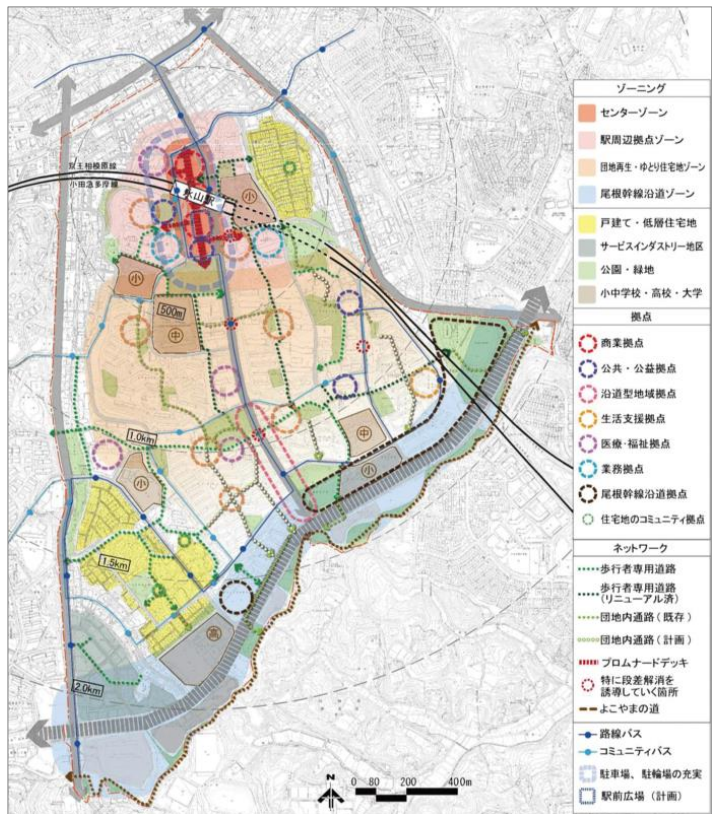 京王相模原線
小田急多摩線
永山駅
小
小
500m
中
1.0km
中
小
小
1.5km
高
2.0km
N
0 80 200 400m
ゾーニング
センターゾーン
駅周辺拠点ゾーン
団地再生・ゆとり住宅地ゾーン
尾根幹線沿道ゾーン
戸建て・低層住宅地
サービスインダストリー地区
公園・緑地
小中学校・高校・大学
拠点
商業拠点
公共・公益拠点
沿道型地域拠点
生活支援拠点
医療・福祉拠点
業務拠点
尾根幹線沿道拠点
住宅地のコミュニティ拠点
ネットワーク
歩行者専用道路
歩行者専用道路
(リニューアル済)
団地内通路(既存)
団地内通路(計画)
プロムナードデッキ
特に段差解消を
誘導していく箇所
よこやまの道
路線バス
コミュニティバス
駐車場、駐輪場の充実
駅前広場(計画)